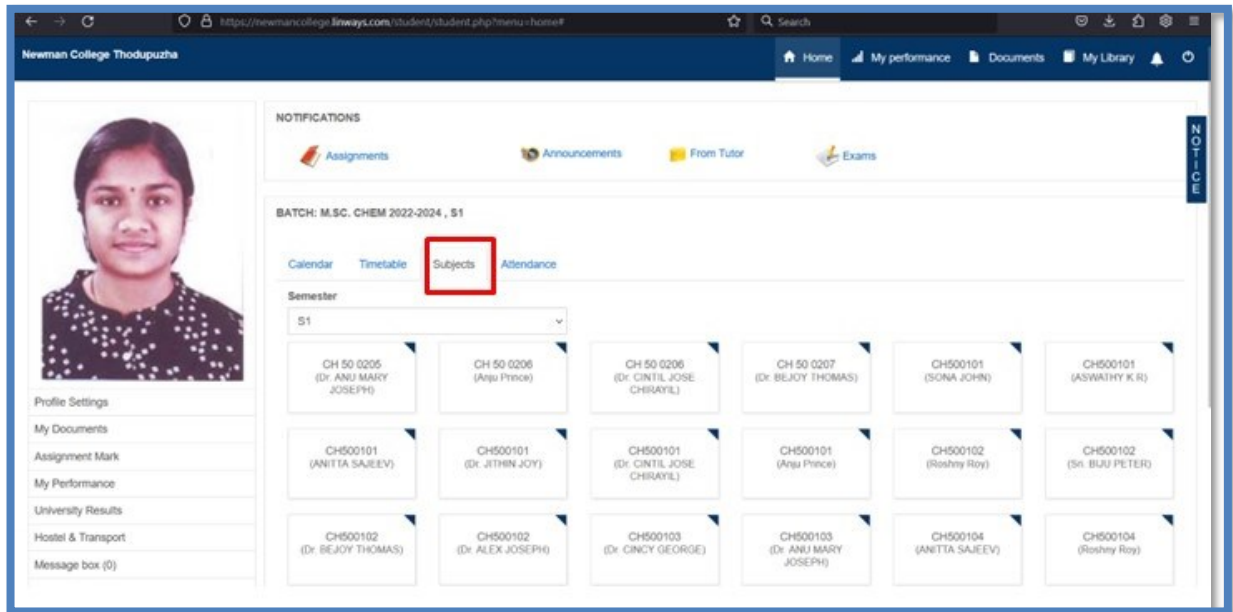 https://newmancollege.linways.com/student/student.php?menu=home#
Search
Newman College Thodupuzha
Home
My performance
Documents
My Library
NOTIFICATIONS
Assignments
Announcements
From Tutor
Exams
NOTICE
BATCH: M.SC. CHEM 2022-2024 , S1
Calendar
Timetable
Subjects
Attendance
Semester
S1
CH 50 0205
(Dr. ANU MARY
JOSEPH)
CH 50 0206
(Anju Prince)
CH 50 0206
(Dr. CINTIL JOSE
CHIRAYIL)
CH 50 0207
(Dr. BEJOY THOMAS)
CH500101
(SONA JOHN)
CH500101
(ASWATHY K R)
CH500101
(ANITTA SAJEEV)
CH500101
(Dr. JITHIN JOY)
CH500101
(Dr. CINTIL JOSE
CHIRAYIL)
CH500101
(Anju Prince)
CH500102
(Roshny Roy)
CH500102
(Sri. BIJU PETER)
CH500102
(Dr. BEJOY THOMAS)
CH500102
(Dr. ALEX JOSEPH)
CH500103
(Dr. CINCY GEORGE)
CH500103
(Dr. ANU MARY
JOSEPH)
CH500104
(ANITTA SAJEEV)
CH500104
(Roshny Roy)
Profile Settings
My Documents
Assignment Mark
My Performance
University Results
Hostel & Transport
Message box (0)